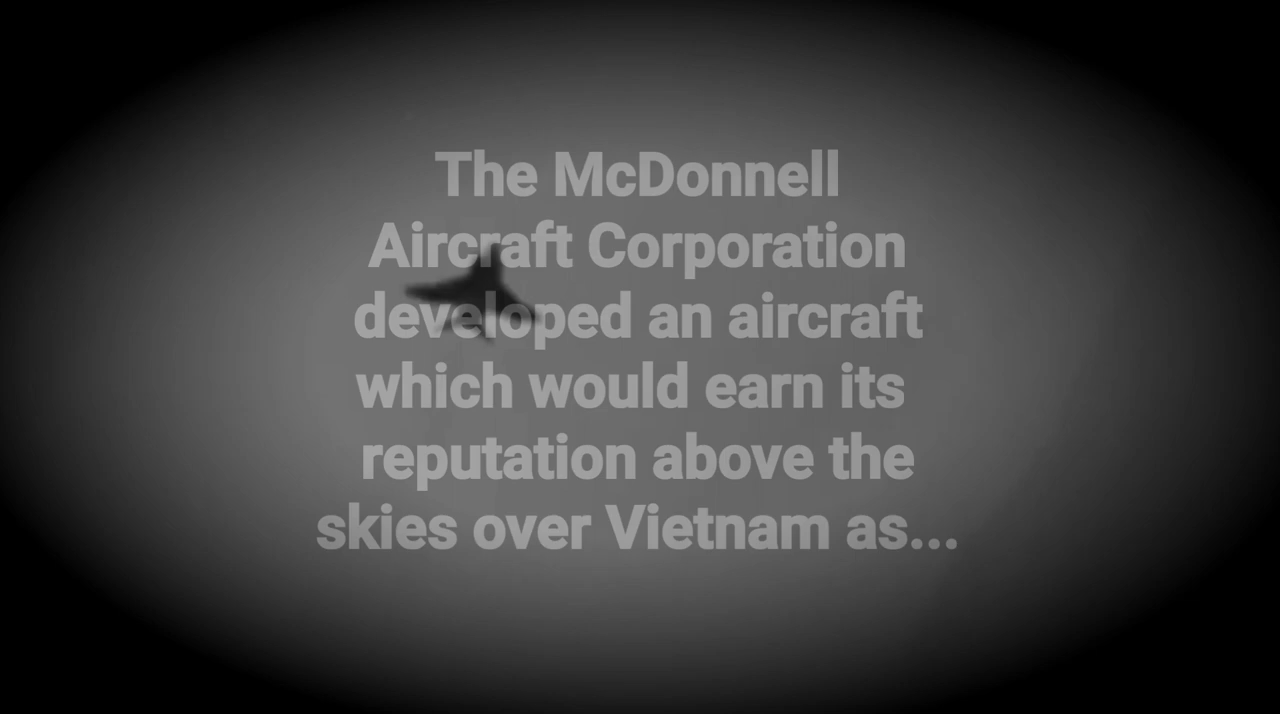 The McDonnell
Aircraft Corporation
developed an aircraft
which would earn its
reputation above the
skies over Vietnam as...